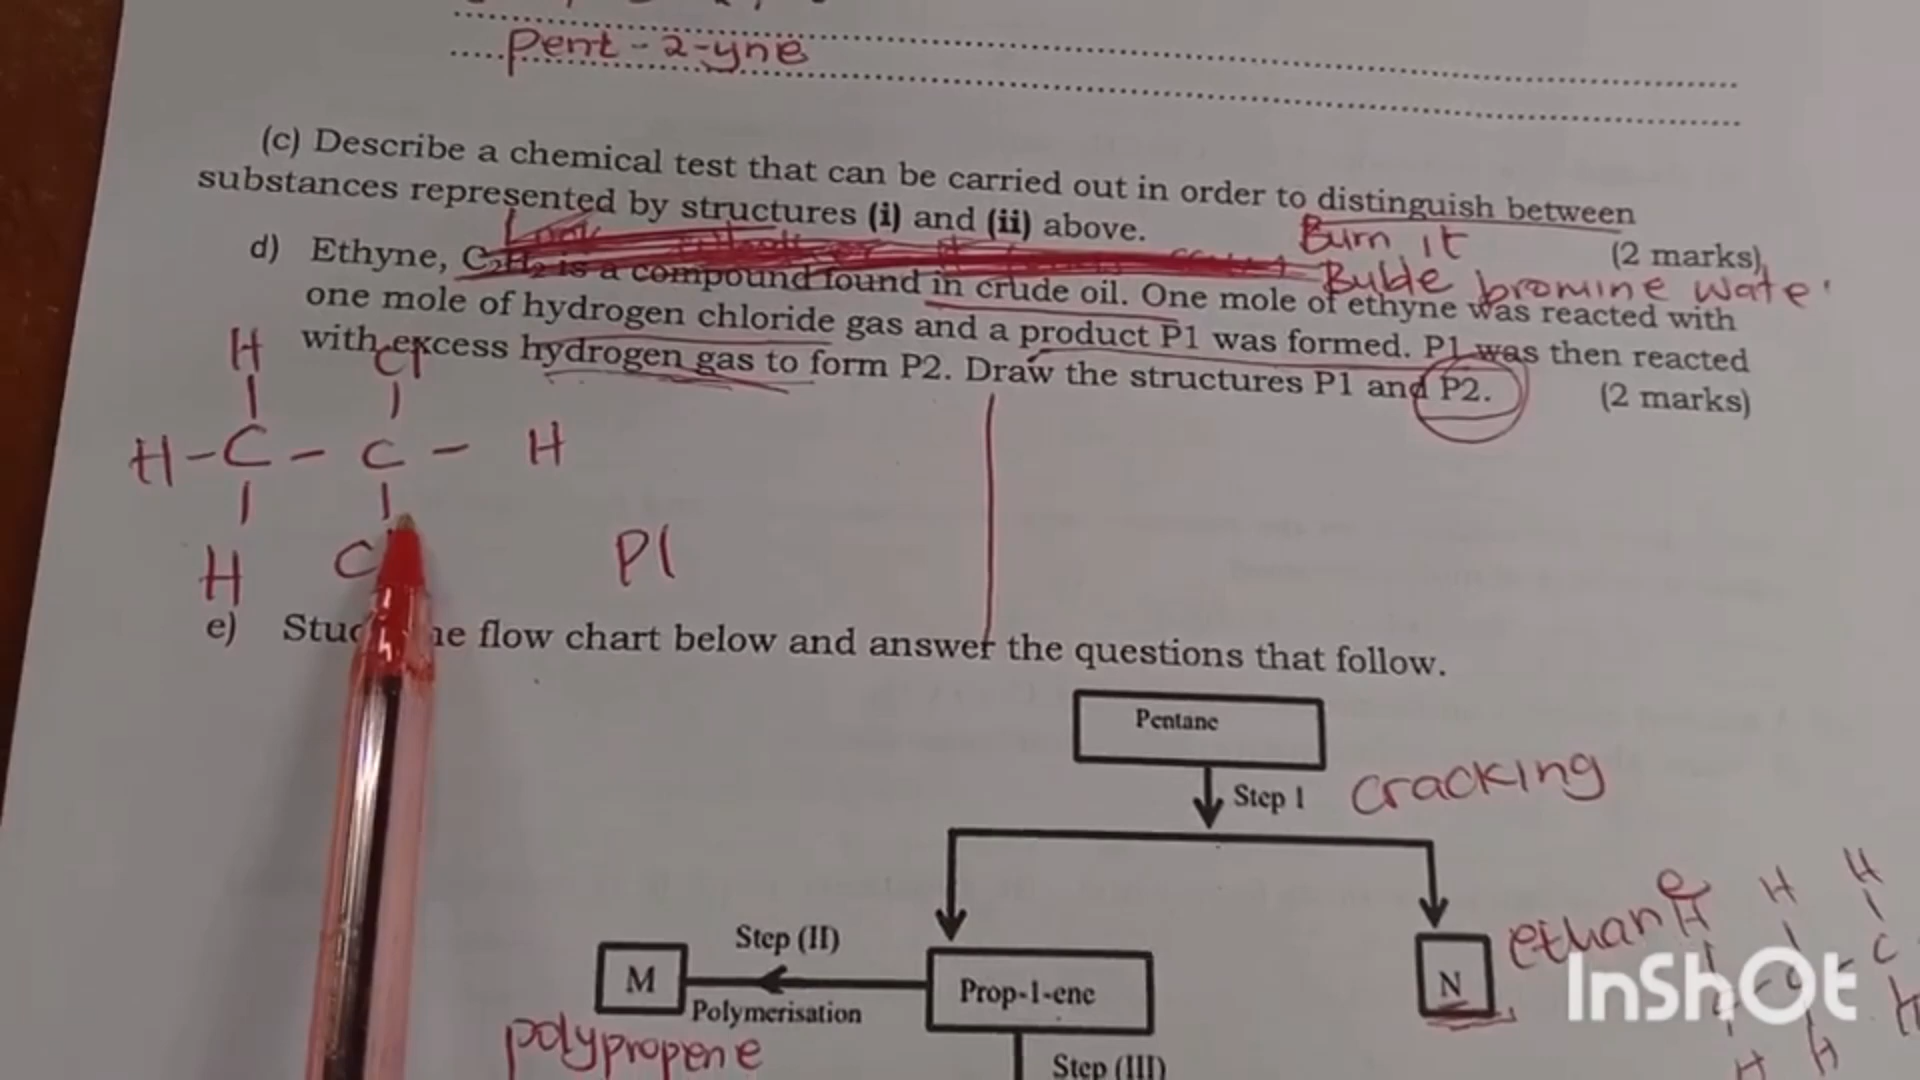 Pent-2-yne
(c) Describe a chemical test that can be carried out in order to distinguish between
substances represented by structures (i) and (ii) above.
(2 marks)
Burn it
Bubble bromine wate
d) Ethyne, C₂H₂ is a compound found in crude oil. One mole of ethyne was reacted with
one mole of hydrogen chloride gas and a product P1 was formed. P1 was then reacted
with excess hydrogen gas to form P2. Draw the structures P1 and P2.
(2 marks)
H Cl
H-C-C-H
H C
P1
e) the flow chart below and answer the questions that follow.
Pentane
Step 1
cracking
Step (II)
M
Polymerisation
Prop-1-ene
N
ethane
polypropene
Step (III)
H H H
C C
H H H
InShOt